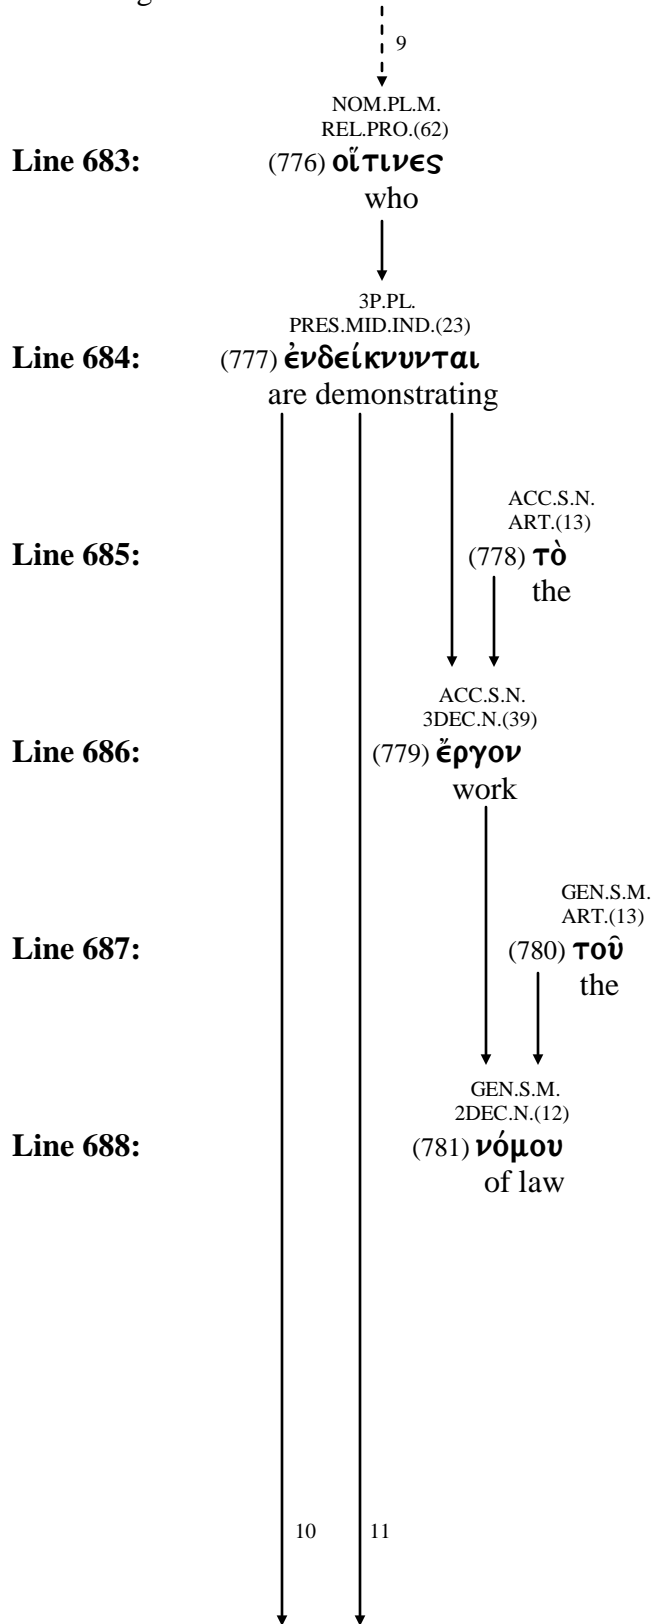 9
NOM.PL.M.
REL.PRO.(62)
Line 683: (776) οἵτινες
who
3P.PL.
PRES.MID.IND.(23)
Line 684: (777) ἐνδείκνυνται
are demonstrating
ACC.S.N.
ART.(13)
Line 685: (778) τὸ
the
ACC.S.N.
3DEC.N.(39)
Line 686: (779) ἔργον
work
GEN.S.M.
ART.(13)
Line 687: (780) τοῦ
the
GEN.S.M.
2DEC.N.(12)
Line 688: (781) νόμου
of law
10 11